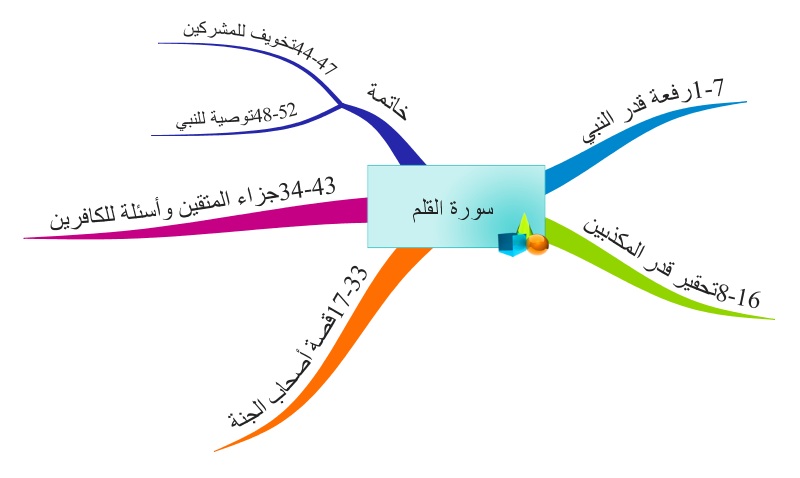 سورة القلم
1-7رفعة قدر النبي
8-16تحقير قدر المكذبين
17-33قصة أصحاب الجنة
34-43جزاء المتقين وأسئلة للكافرين
خاتمة
44-47تخويف للمشركين
48-52توصية للنبي